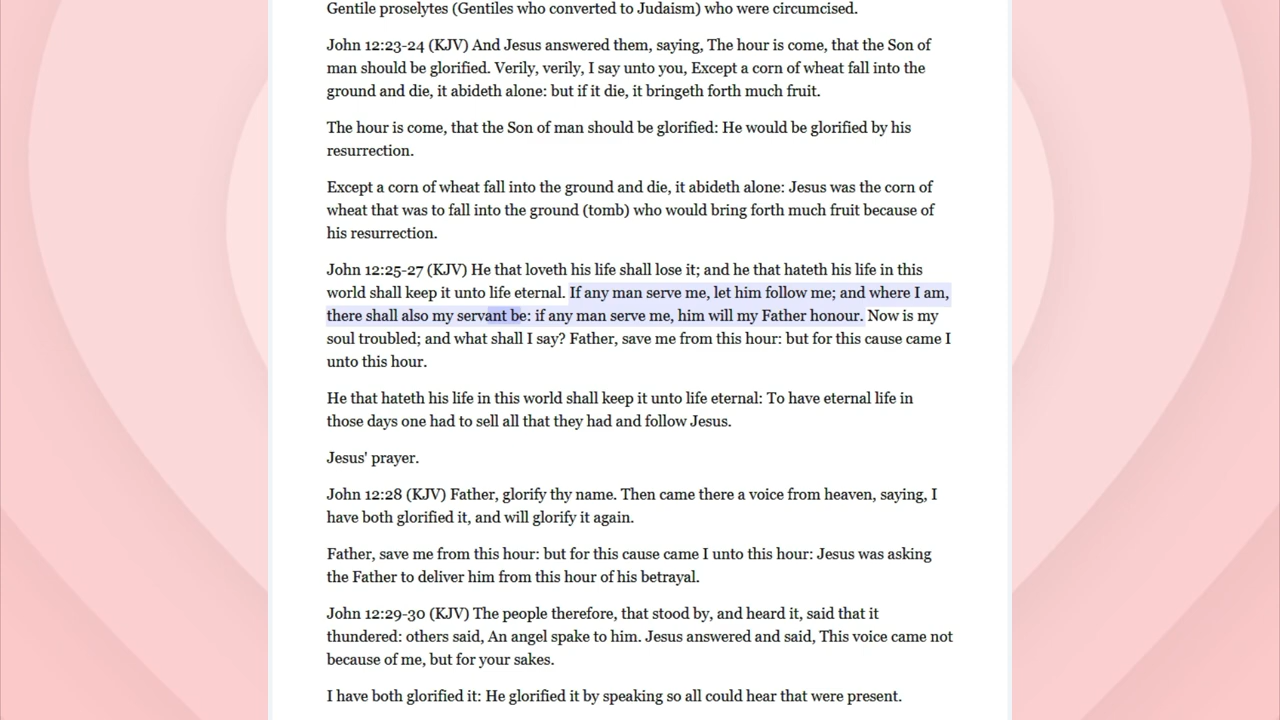 Gentile proselytes (Gentiles who converted to Judaism) who were circumcised.
John 12:23-24 (KJV) And Jesus answered them, saying, The hour is come, that the Son of
man should be glorified. Verily, verily, I say unto you, Except a corn of wheat fall into the
ground and die, it abideth alone: but if it die, it bringeth forth much fruit.
The hour is come, that the Son of man should be glorified: He would be glorified by his
resurrection.
Except a corn of wheat fall into the ground and die, it abideth alone: Jesus was the corn of
wheat that was to fall into the ground (tomb) who would bring forth much fruit because of
his resurrection.
John 12:25-27 (KJV) He that loveth his life shall lose it; and he that hateth his life in this
world shall keep it unto life eternal. If any man serve me, let him follow me; and where I am,
there shall also my servant be: if any man serve me, him will my Father honour. Now is my
soul troubled; and what shall I say? Father, save me from this hour: but for this cause came I
unto this hour.
He that hateth his life in this world shall keep it unto life eternal: To have eternal life in
those days one had to sell all that they had and follow Jesus.
Jesus' prayer.
John 12:28 (KJV) Father, glorify thy name. Then came there a voice from heaven, saying, I
have both glorified it, and will glorify it again.
Father, save me from this hour: but for this cause came I unto this hour: Jesus was asking
the Father to deliver him from this hour of his betrayal.
John 12:29-30 (KJV) The people therefore, that stood by, and heard it, said that it
thundered: others said, An angel spake to him. Jesus answered and said, This voice came not
because of me, but for your sakes.
I have both glorified it: He glorified it by speaking so all could hear that were present.